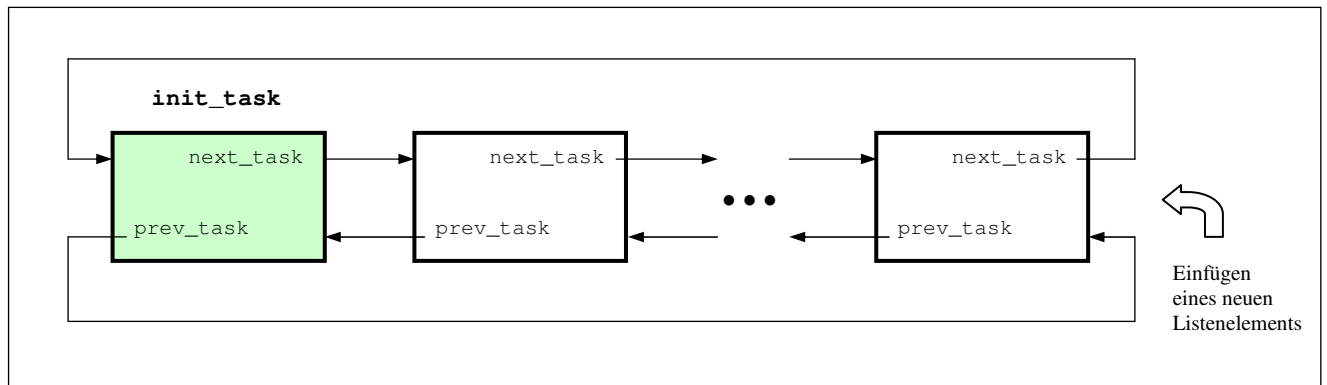 init_task
next_task next_task next_task
prev_task prev_task prev_task
Einfügen
eines neuen
Listenelements